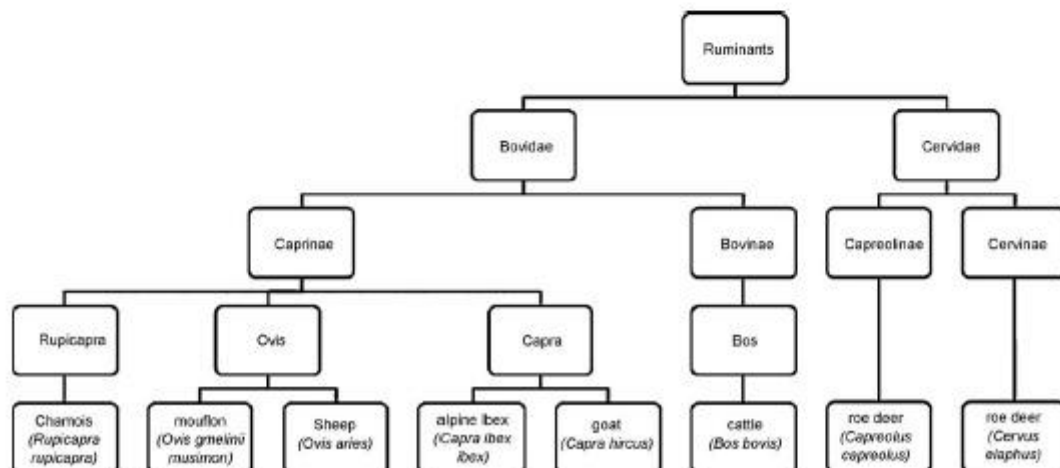 Ruminants
Bovidae
Cervidae
Caprinae
Bovinae
Capreolinae
Cervinae
Rupicapra
Ovis
Capra
Bos
Chamois
(Rupicapra
rupicapra)
mouflon
(Ovis gmelinii
musimon)
Sheep
(Ovis aries)
alpine Ibex
(Capra ibex
ibex)
goat
(Capra hircus)
cattle
(Bos bovis)
roe deer
(Capreolus
capreolus)
roe deer
(Cervus
elaphus)